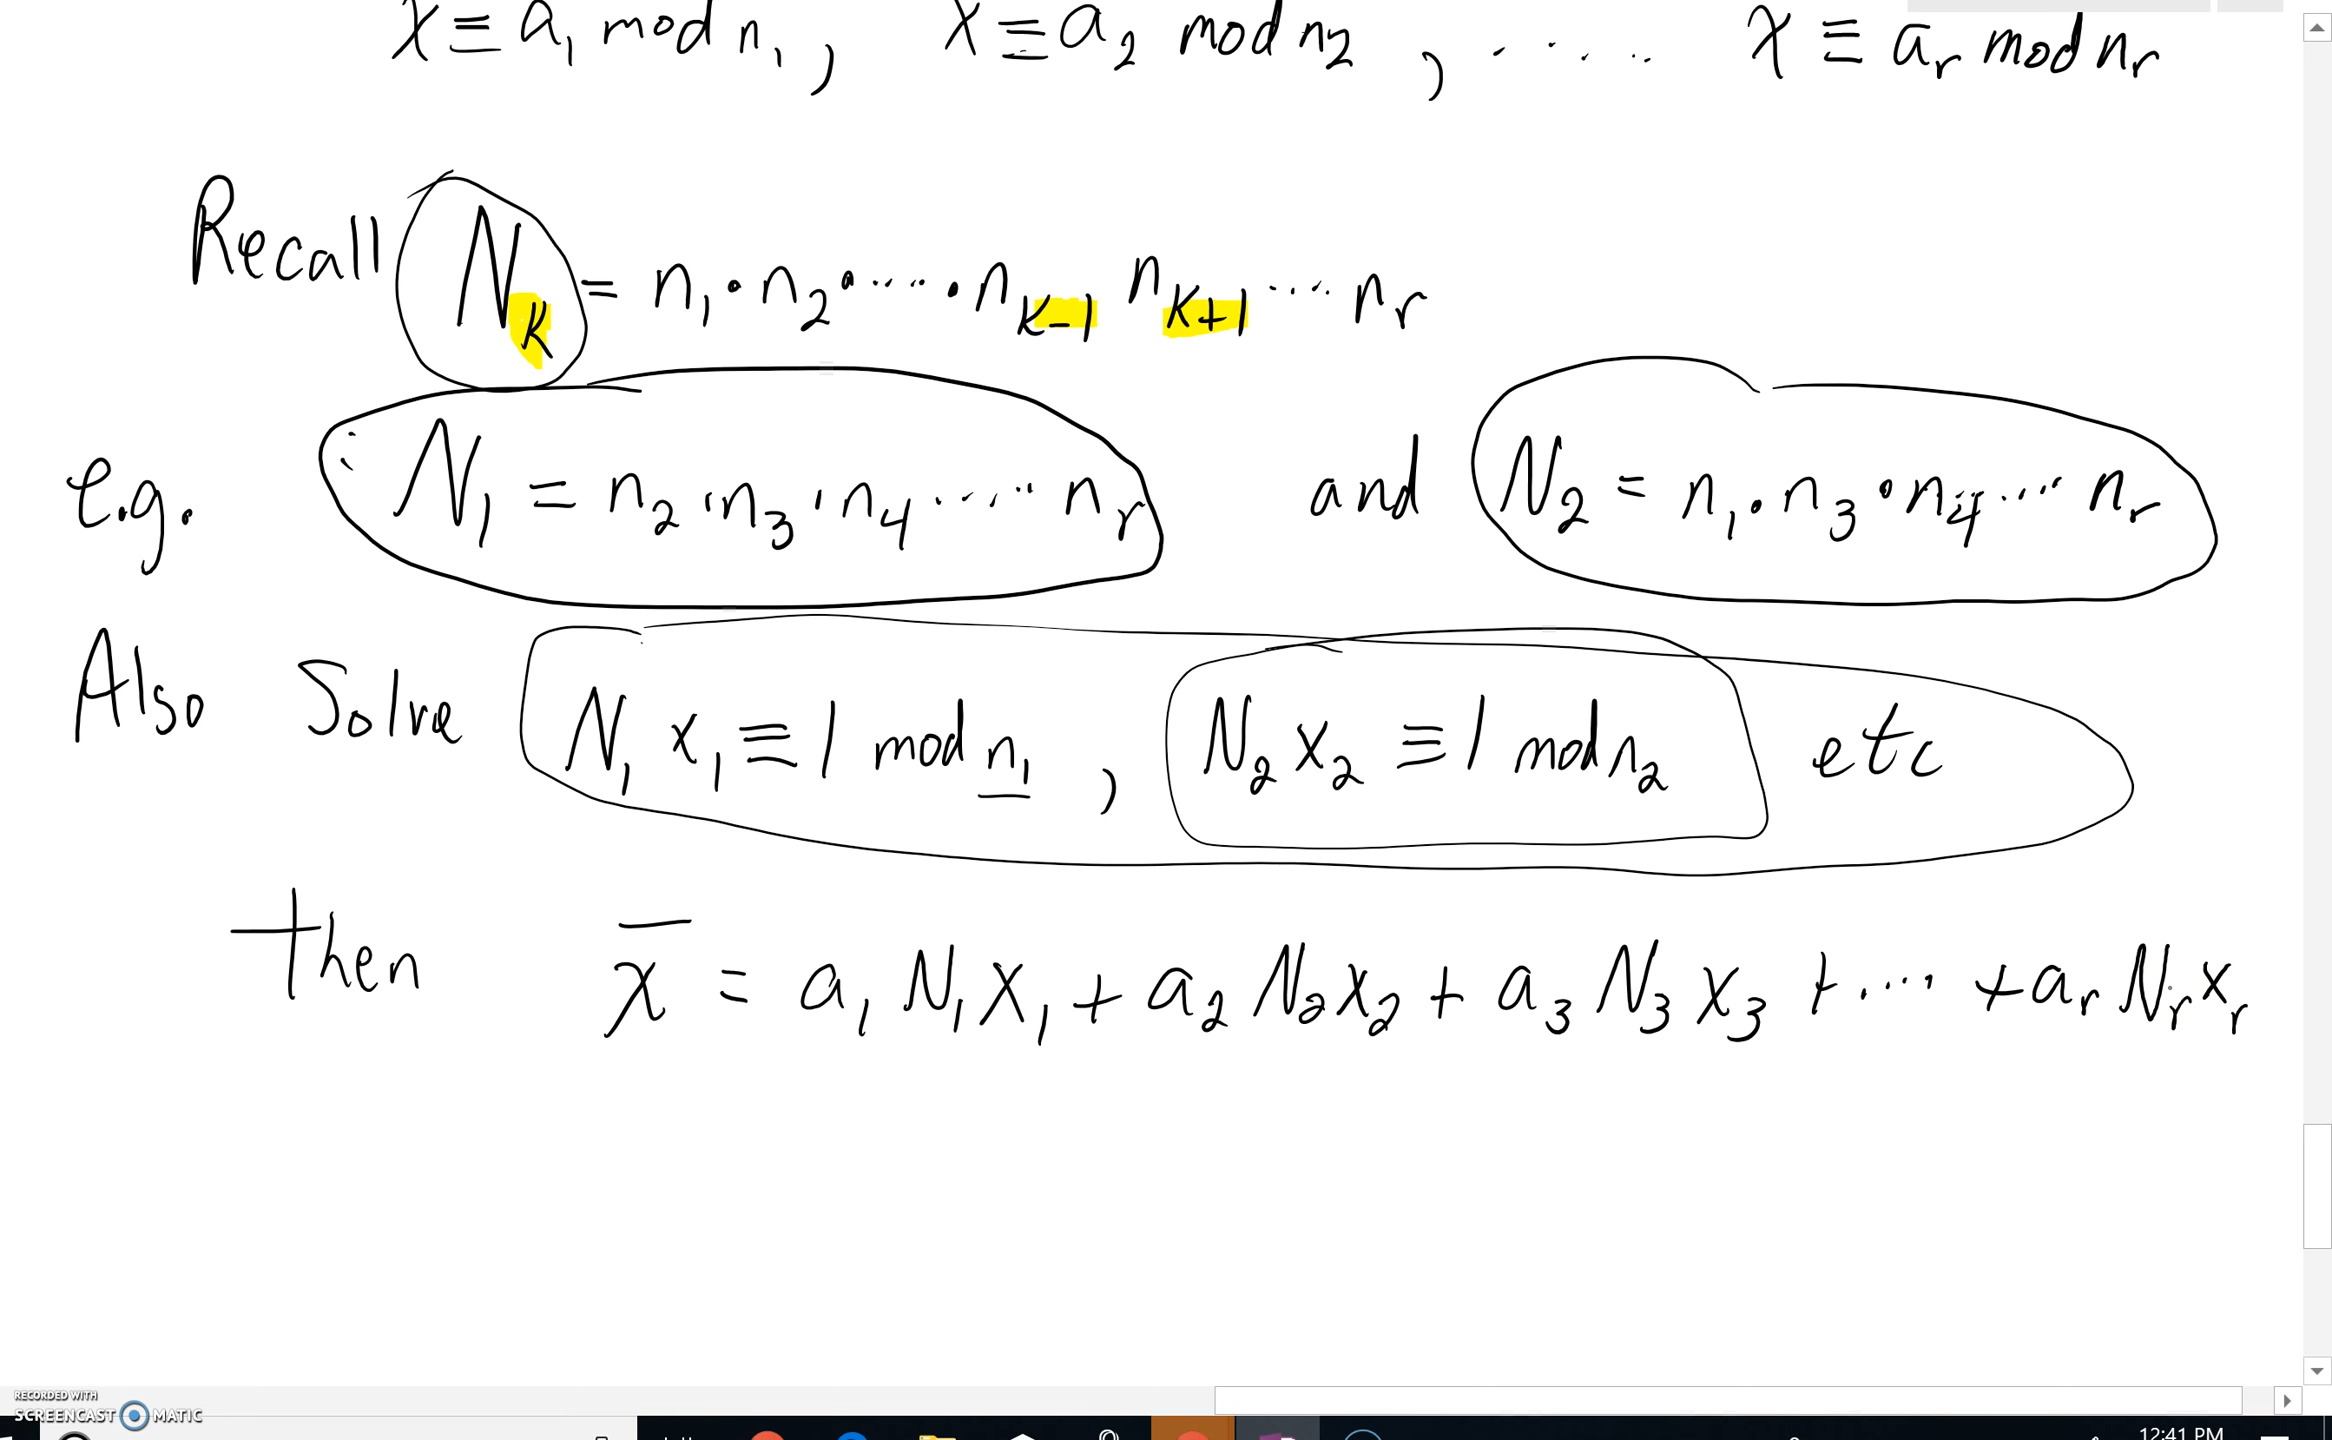 x ≡ a₁ mod n₁ , x ≡ a₂ mod n₂ , ..... x ≡ aᵣ mod nᵣ
Recall N_k = n₁ · n₂ · .... · n_{k-1} n_{k+1} .... nᵣ
e.g. N₁ = n₂ · n₃ · n₄ ..... nᵣ and N₂ = n₁ · n₃ · n₄ .... nᵣ
Also Solve N₁ x₁ ≡ 1 mod n₁ , N₂ x₂ ≡ 1 mod n₂ etc
then x̄ = a₁ N₁ x₁ + a₂ N₂ x₂ + a₃ N₃ x₃ + .... + aᵣ Nᵣ xᵣ
RECORDED WITH
SCREENCAST MATIC
12:41 PM